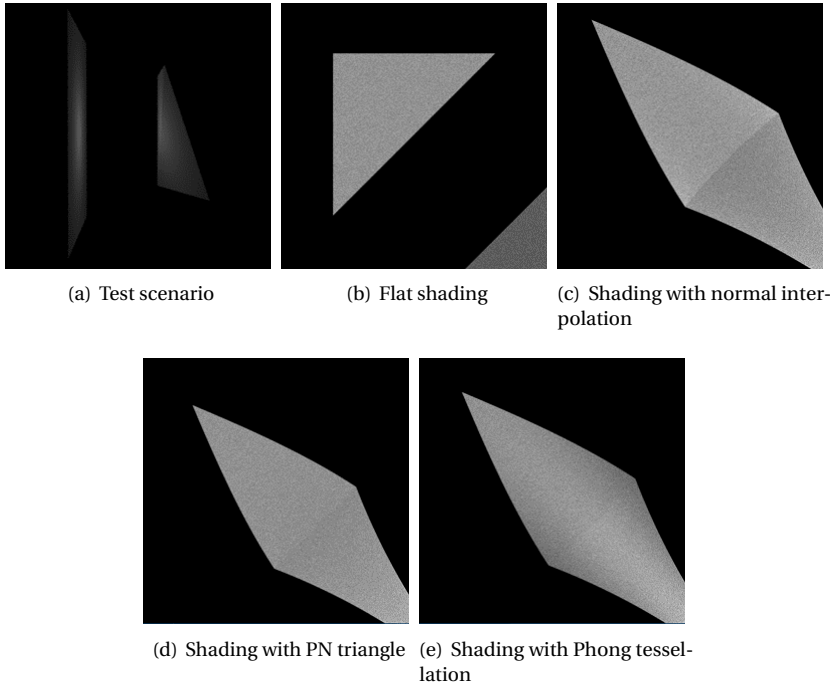 (a) Test scenario
(b) Flat shading
(c) Shading with normal inter-
polation
(d) Shading with PN triangle
(e) Shading with Phong tessel-
lation